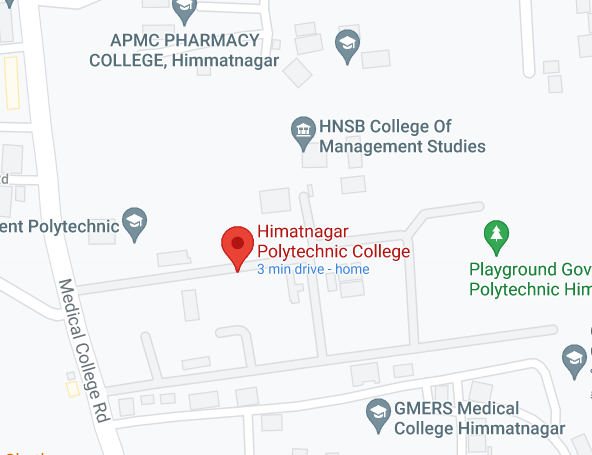 APMC PHARMACY
COLLEGE, Himmatnagar
HNSB College Of
Management Studies
ent Polytechnic
Himatnagar
Polytechnic College
3 min drive - home
Playground Gov
Polytechnic Him
Medical College Rd
GMERS Medical
College Himmatnagar